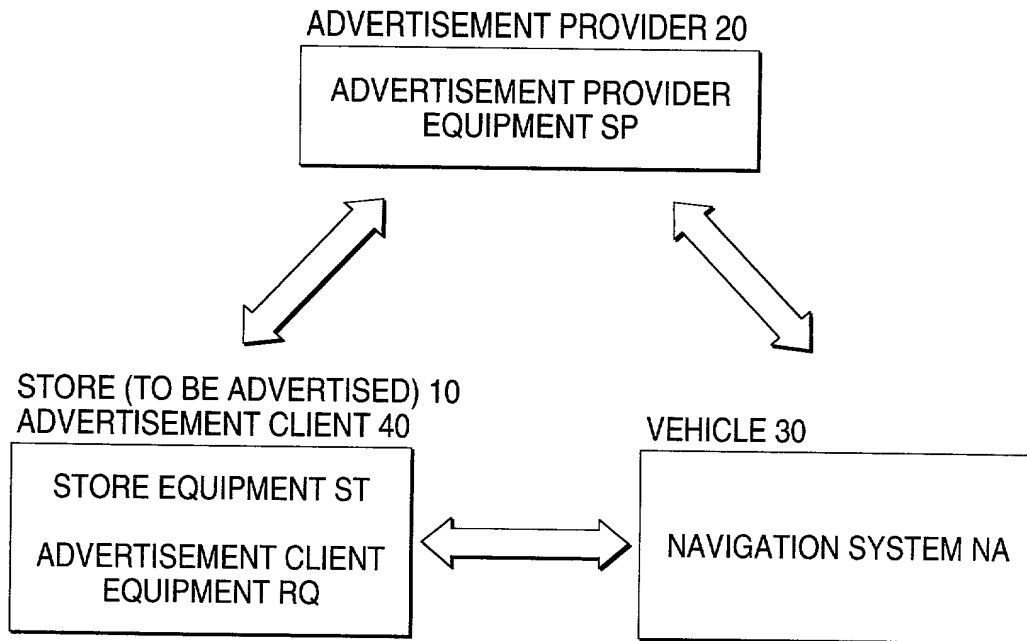 ADVERTISEMENT PROVIDER 20
ADVERTISEMENT PROVIDER
EQUIPMENT SP
STORE (TO BE ADVERTISED) 10
ADVERTISEMENT CLIENT 40
STORE EQUIPMENT ST
ADVERTISEMENT CLIENT
EQUIPMENT RQ
VEHICLE 30
NAVIGATION SYSTEM NA